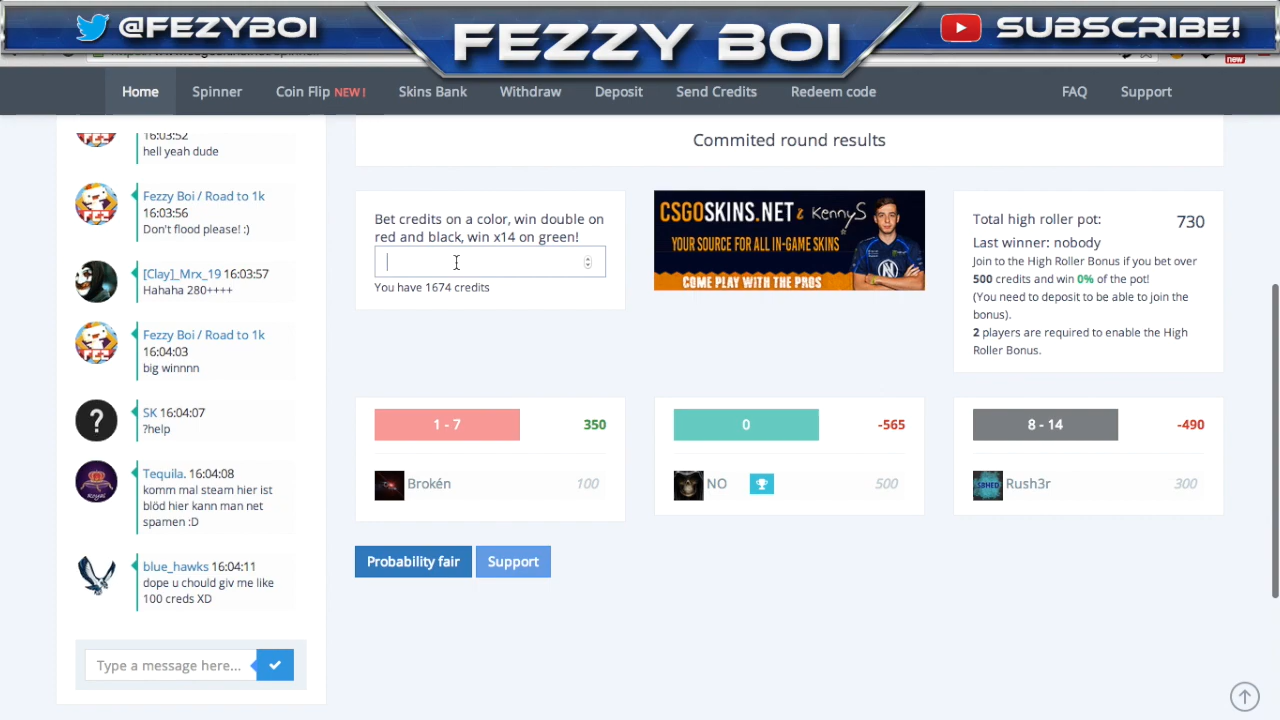 @FEZYBOI
FEZZY BOI
SUBSCRIBE!
new
Home
Spinner
Coin Flip NEW !
Skins Bank
Withdraw
Deposit
Send Credits
Redeem code
FAQ
Support
16:03:52
hell yeah dude
Fezzy Boi / Road to 1k
16:03:56
Don't flood please! :)
[Clay]_Mrx_19 16:03:57
Hahaha 280++++
Fezzy Boi / Road to 1k
16:04:03
big winnnn
?
SK 16:04:07
?help
Tequila. 16:04:08
komm mal steam hier ist
blöd hier kann man net
spamen :D
blue_hawks 16:04:11
dope u chould giv me like
100 creds XD
Type a message here...
Commited round results
Bet credits on a color, win double on
red and black, win x14 on green!
You have 1674 credits
CSGOSKINS.NET & KennyS
YOUR SOURCE FOR ALL IN-GAME SKINS
COME PLAY WITH THE PROS
Total high roller pot: 730
Last winner: nobody
Join to the High Roller Bonus if you bet over
500 credits and win 0% of the pot!
(You need to deposit to be able to join the
bonus).
2 players are required to enable the High
Roller Bonus.
1 - 7 350
Brokén 100
0 -565
NO 500
8 - 14 -490
Rush3r 300
Probability fair
Support